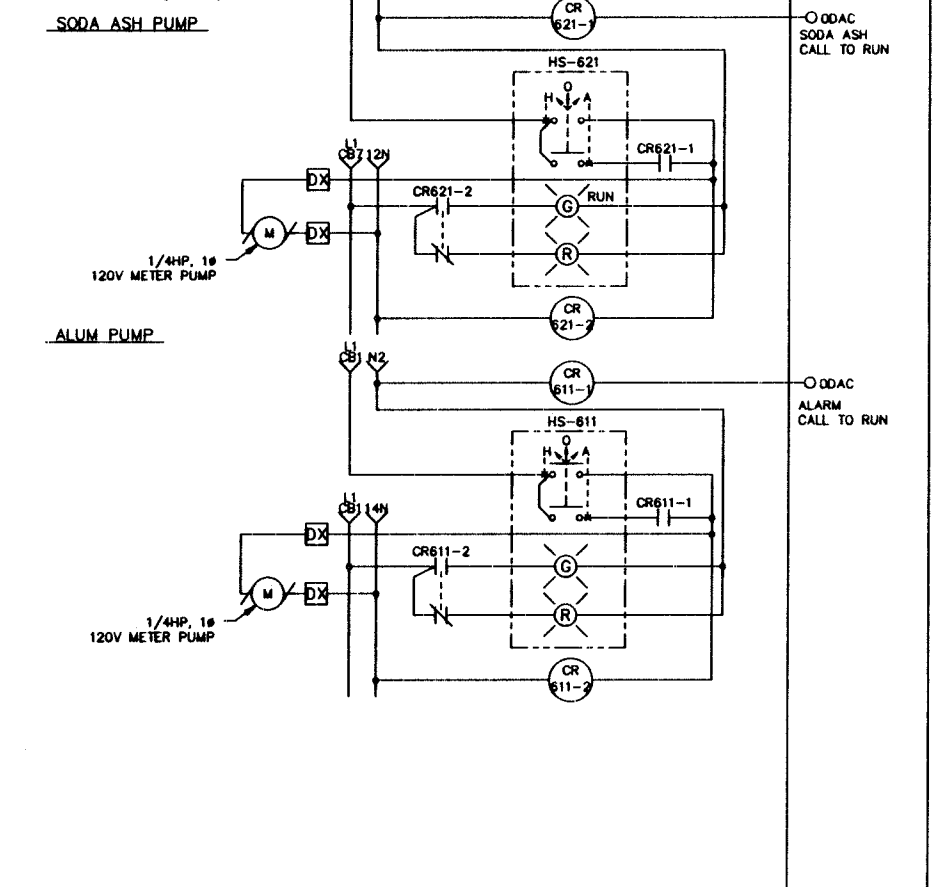 SODA ASH PUMP
CR
621-1
ODAC
SODA ASH
CALL TO RUN
HS-621
O
H A
L1
CB7 12N
CR621-1
DX
CR621-2
G RUN
M DX
R
1/4HP, 1ø
120V METER PUMP
CR
621-2
ALUM PUMP
L1
CB1 N2
CR
611-1
ODAC
ALARM
CALL TO RUN
HS-611
O
H A
L1
CB1 14N
CR611-1
DX
CR611-2
G
M DX
R
1/4HP, 1ø
120V METER PUMP
CR
611-2